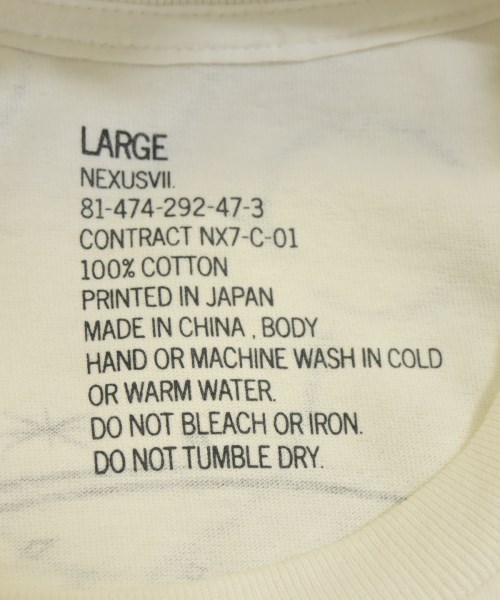 LARGE
NEXUSVII.
81-474-292-47-3
CONTRACT NX7-C-01
100% COTTON
PRINTED IN JAPAN
MADE IN CHINA , BODY
HAND OR MACHINE WASH IN COLD
OR WARM WATER.
DO NOT BLEACH OR IRON.
DO NOT TUMBLE DRY.